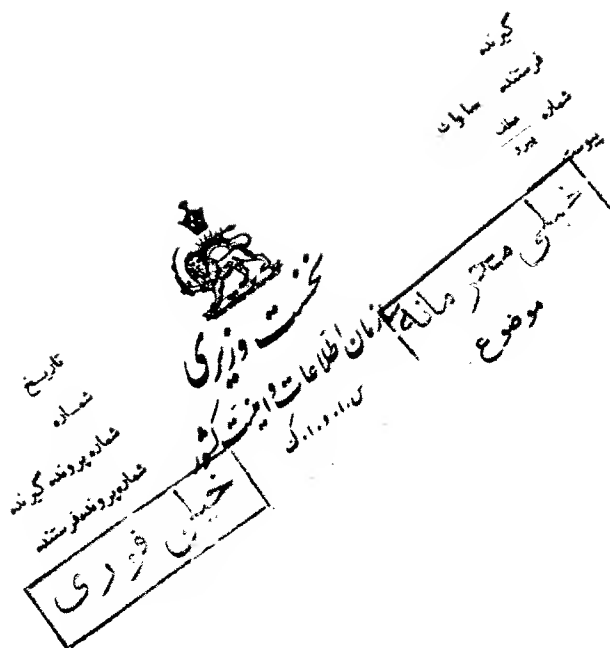 گیرنده
فرستنده ساواک
شماره
پیوست
خیلی محرمانه
موضوع
نخست وزیری
سازمان اطلاعات و امنیت کشور
س.ا.و.ا.ک
تاریخ
شماره
شماره پرونده گیرنده
شماره پرونده فرستنده
خیلی فوری